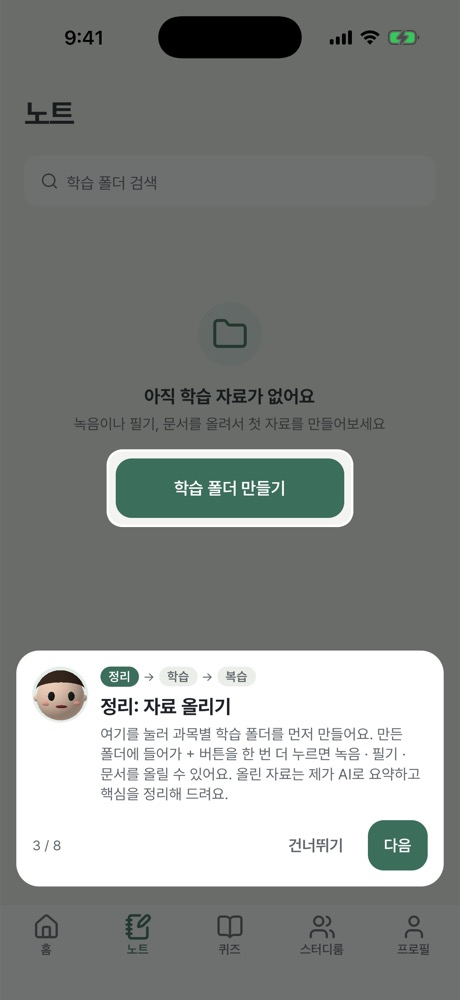 9:41
노트
학습 폴더 검색
아직 학습 자료가 없어요
녹음이나 필기, 문서를 올려서 첫 자료를 만들어보세요
학습 폴더 만들기
정리 → 학습 → 복습
정리: 자료 올리기
여기를 눌러 과목별 학습 폴더를 먼저 만들어요. 만든
폴더에 들어가 + 버튼을 한 번 더 누르면 녹음 · 필기 ·
문서를 올릴 수 있어요. 올린 자료는 제가 AI로 요약하고
핵심을 정리해 드려요.
3 / 8 건너뛰기 다음
홈 노트 퀴즈 스터디룸 프로필